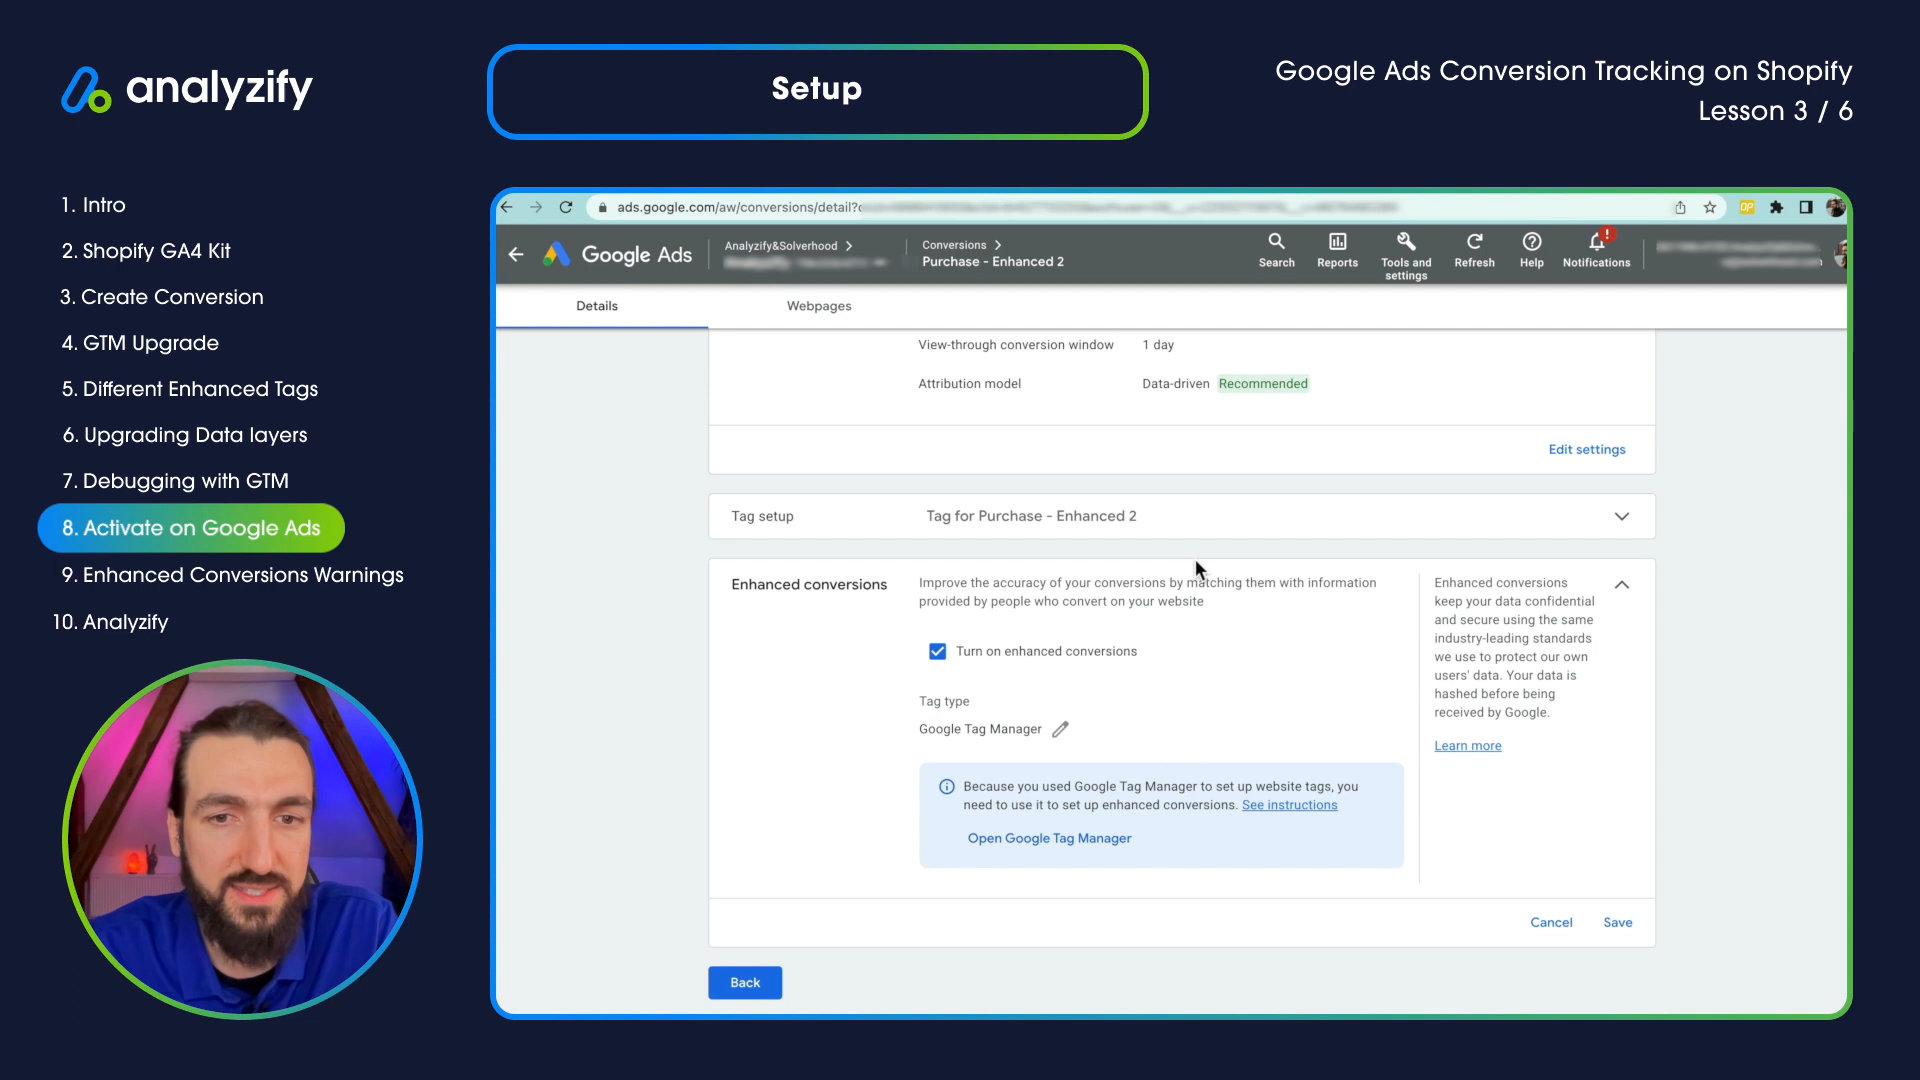 analyzify
Setup
Google Ads Conversion Tracking on Shopify
Lesson 3 / 6
1. Intro
2. Shopify GA4 Kit
3. Create Conversion
4. GTM Upgrade
5. Different Enhanced Tags
6. Upgrading Data layers
7. Debugging with GTM
8. Activate on Google Ads
9. Enhanced Conversions Warnings
10. Analyzify
ads.google.com/aw/conversions/detail?
Google Ads
Analyzify&Solverhood
Conversions
Purchase - Enhanced 2
Search
Reports
Tools and
settings
Refresh
Help
!
Notifications
Details
Webpages
View-through conversion window 1 day
Attribution model Data-driven Recommended
Edit settings
Tag setup Tag for Purchase - Enhanced 2
Enhanced conversions
Improve the accuracy of your conversions by matching them with information
provided by people who convert on your website
Turn on enhanced conversions
Tag type
Google Tag Manager
Because you used Google Tag Manager to set up website tags, you
need to use it to set up enhanced conversions. See instructions
Open Google Tag Manager
Enhanced conversions
keep your data confidential
and secure using the same
industry-leading standards
we use to protect our own
users' data. Your data is
hashed before being
received by Google.
Learn more
Cancel
Save
Back